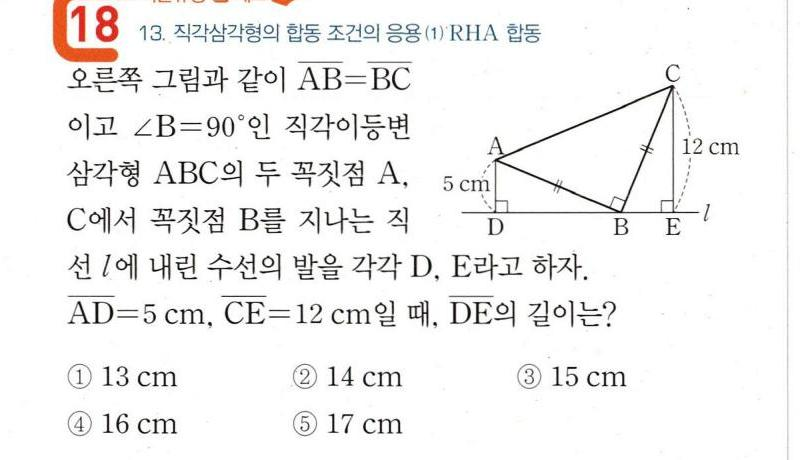 18 13. 직각삼각형의 합동 조건의 응용 (1) RHA 합동
오른쪽 그림과 같이 AB=BC
이고 ∠B=90°인 직각이등변
삼각형 ABC의 두 꼭짓점 A,
C에서 꼭짓점 B를 지나는 직
선 l에 내린 수선의 발을 각각 D, E라고 하자.
AD=5 cm, CE=12 cm일 때, DE의 길이는?
C
A
12 cm
5 cm
D B E l
① 13 cm ② 14 cm ③ 15 cm
④ 16 cm ⑤ 17 cm